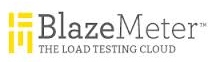 BlazeMeter™
THE LOAD TESTING CLOUD